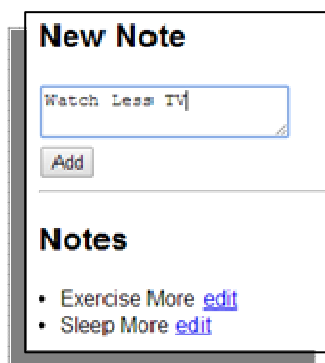 New Note
Watch Less TV
Add
Notes
Exercise More edit
Sleep More edit